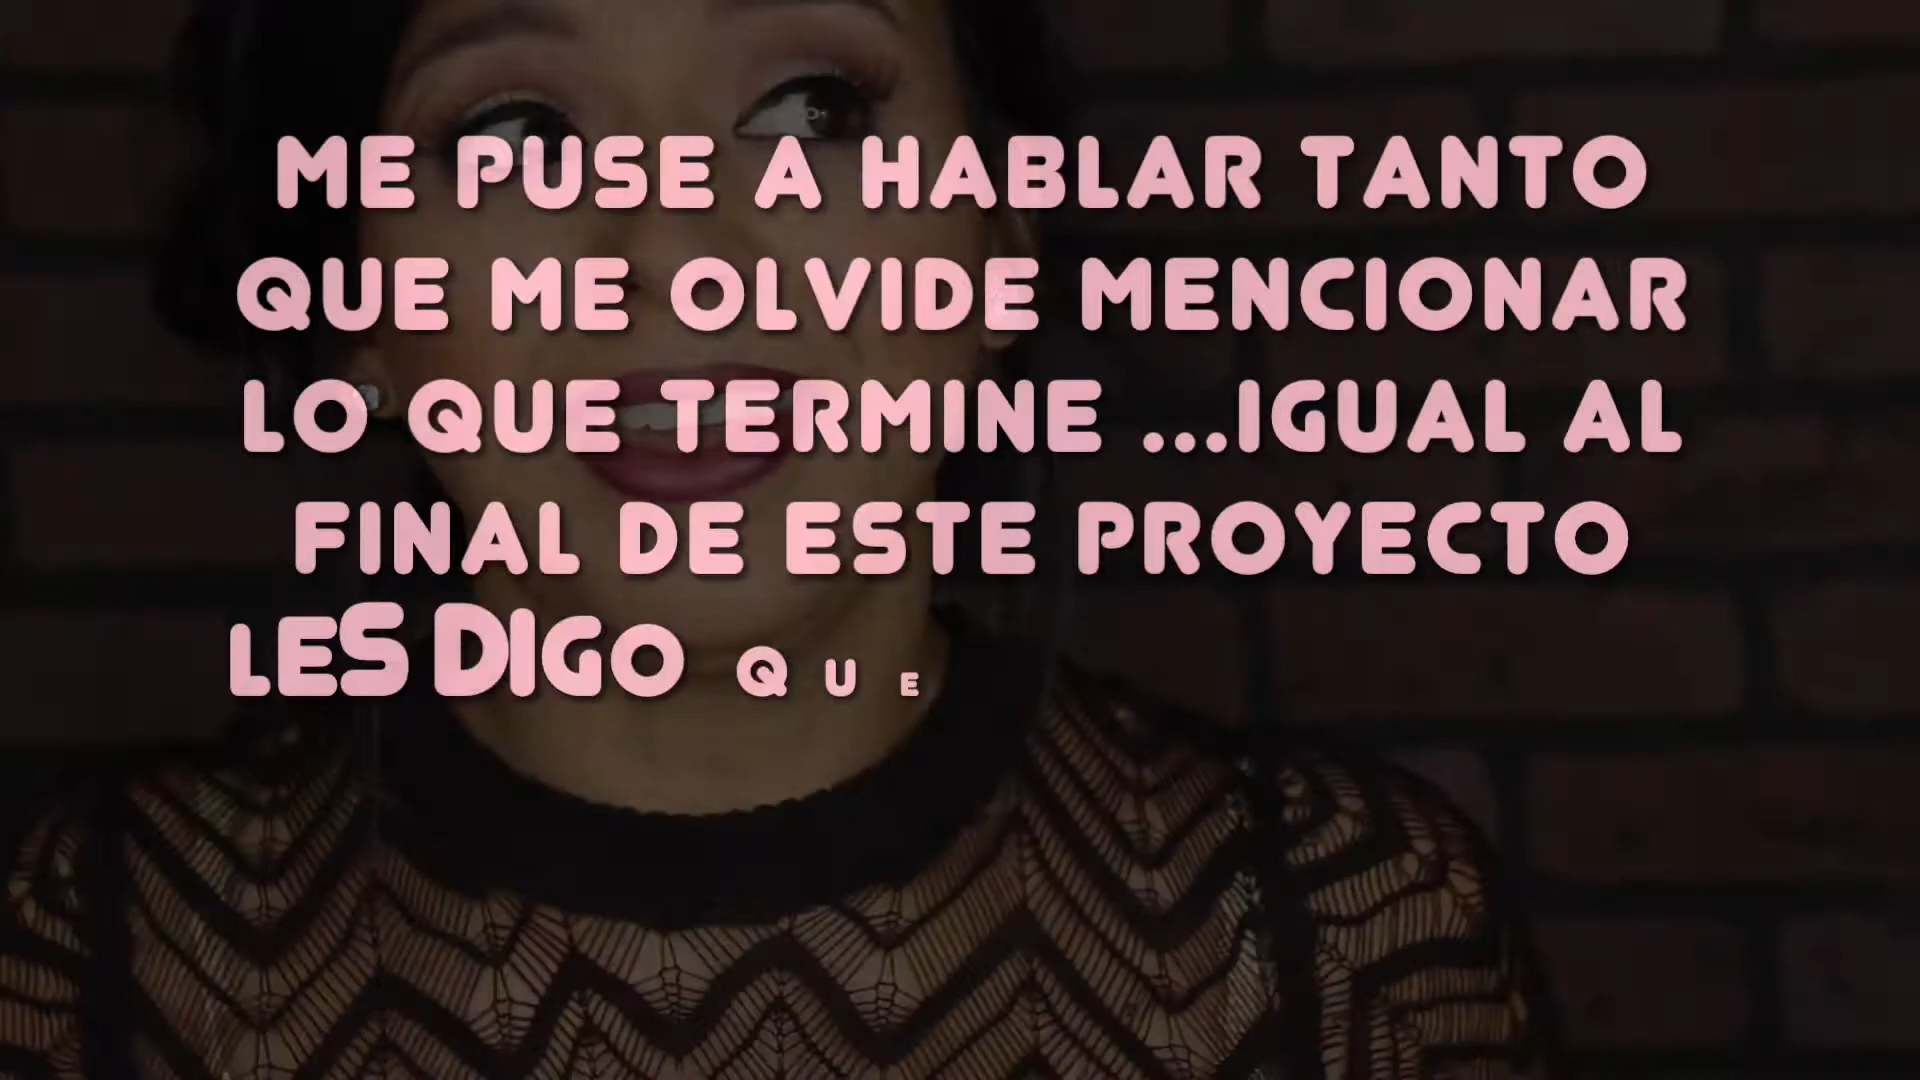 ME PUSE A HABLAR TANTO
QUE ME OLVIDE MENCIONAR
LO QUE TERMINE ...IGUAL AL
FINAL DE ESTE PROYECTO
LES DIGO QUE